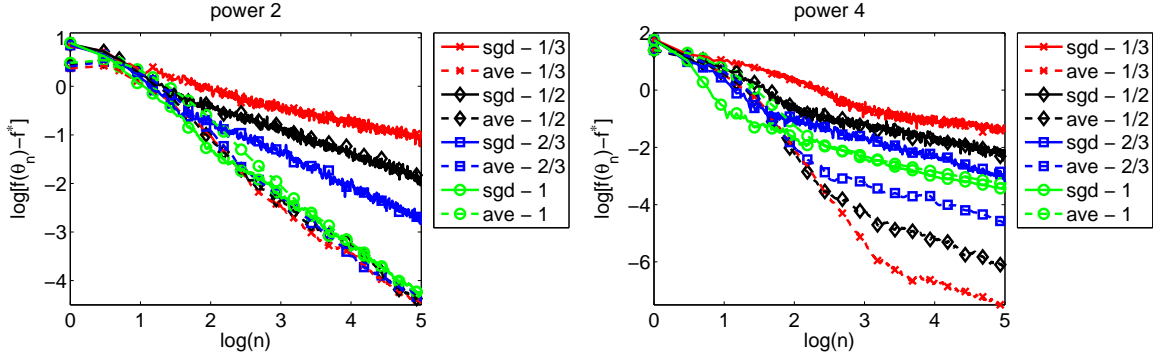 power 2
log[f(θ_n)−f*]
1
0
−1
−2
−3
−4
0 1 2 3 4 5
log(n)
sgd − 1/3
ave − 1/3
sgd − 1/2
ave − 1/2
sgd − 2/3
ave − 2/3
sgd − 1
ave − 1
power 4
log[f(θ_n)−f*]
2
0
−2
−4
−6
0 1 2 3 4 5
log(n)
sgd − 1/3
ave − 1/3
sgd − 1/2
ave − 1/2
sgd − 2/3
ave − 2/3
sgd − 1
ave − 1